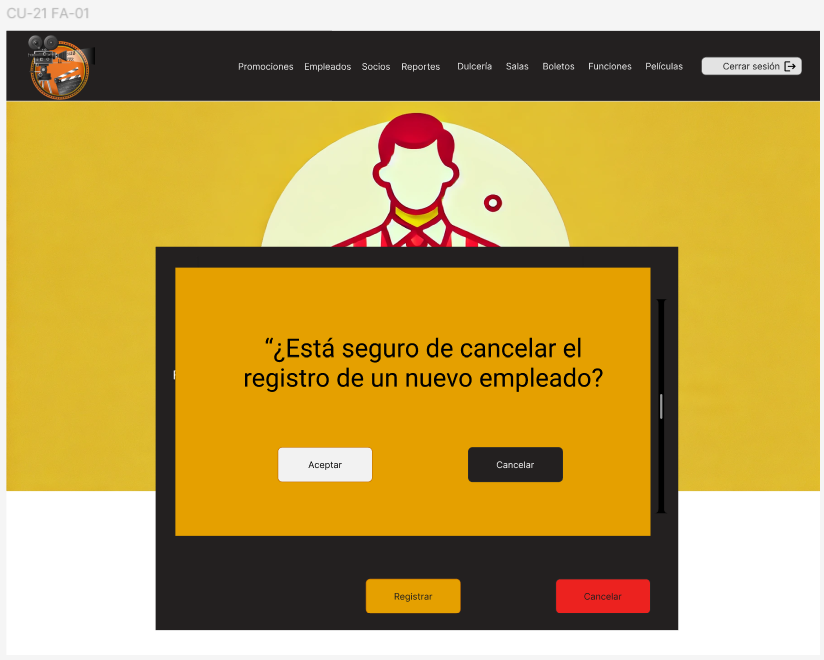 CU-21 FA-01
Promociones Empleados Socios Reportes Dulcería Salas Boletos Funciones Películas Cerrar sesión
“¿Está seguro de cancelar el
registro de un nuevo empleado?
Aceptar Cancelar
Registrar Cancelar